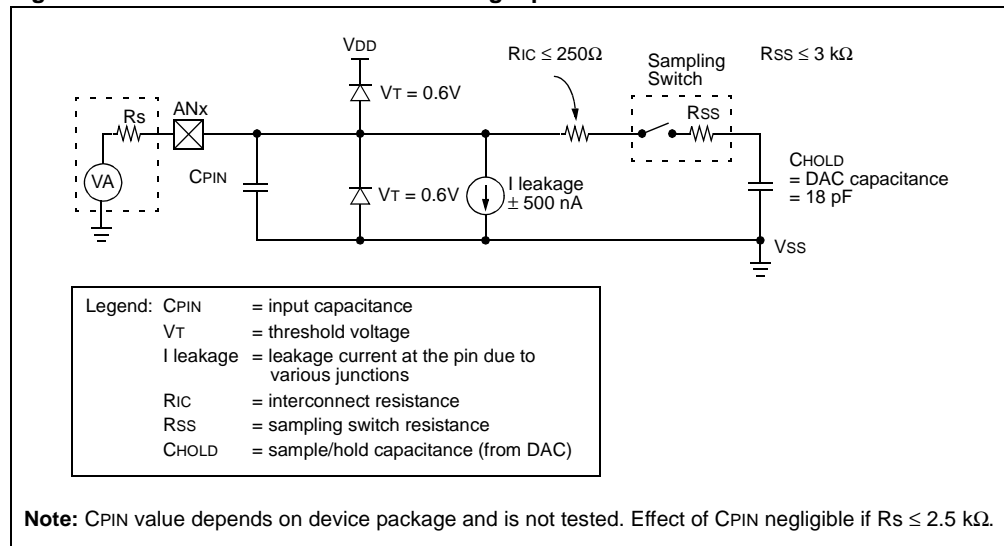 VDD
RIC ≤ 250Ω
RSS ≤ 3 kΩ
Sampling
Switch
VT = 0.6V
Rs
ANx
RSS
VA
CPIN
VT = 0.6V
I leakage
± 500 nA
CHOLD
= DAC capacitance
= 18 pF
VSS
Legend: CPIN = input capacitance
VT = threshold voltage
I leakage = leakage current at the pin due to
various junctions
RIC = interconnect resistance
RSS = sampling switch resistance
CHOLD = sample/hold capacitance (from DAC)
Note: CPIN value depends on device package and is not tested. Effect of CPIN negligible if Rs ≤ 2.5 kΩ.